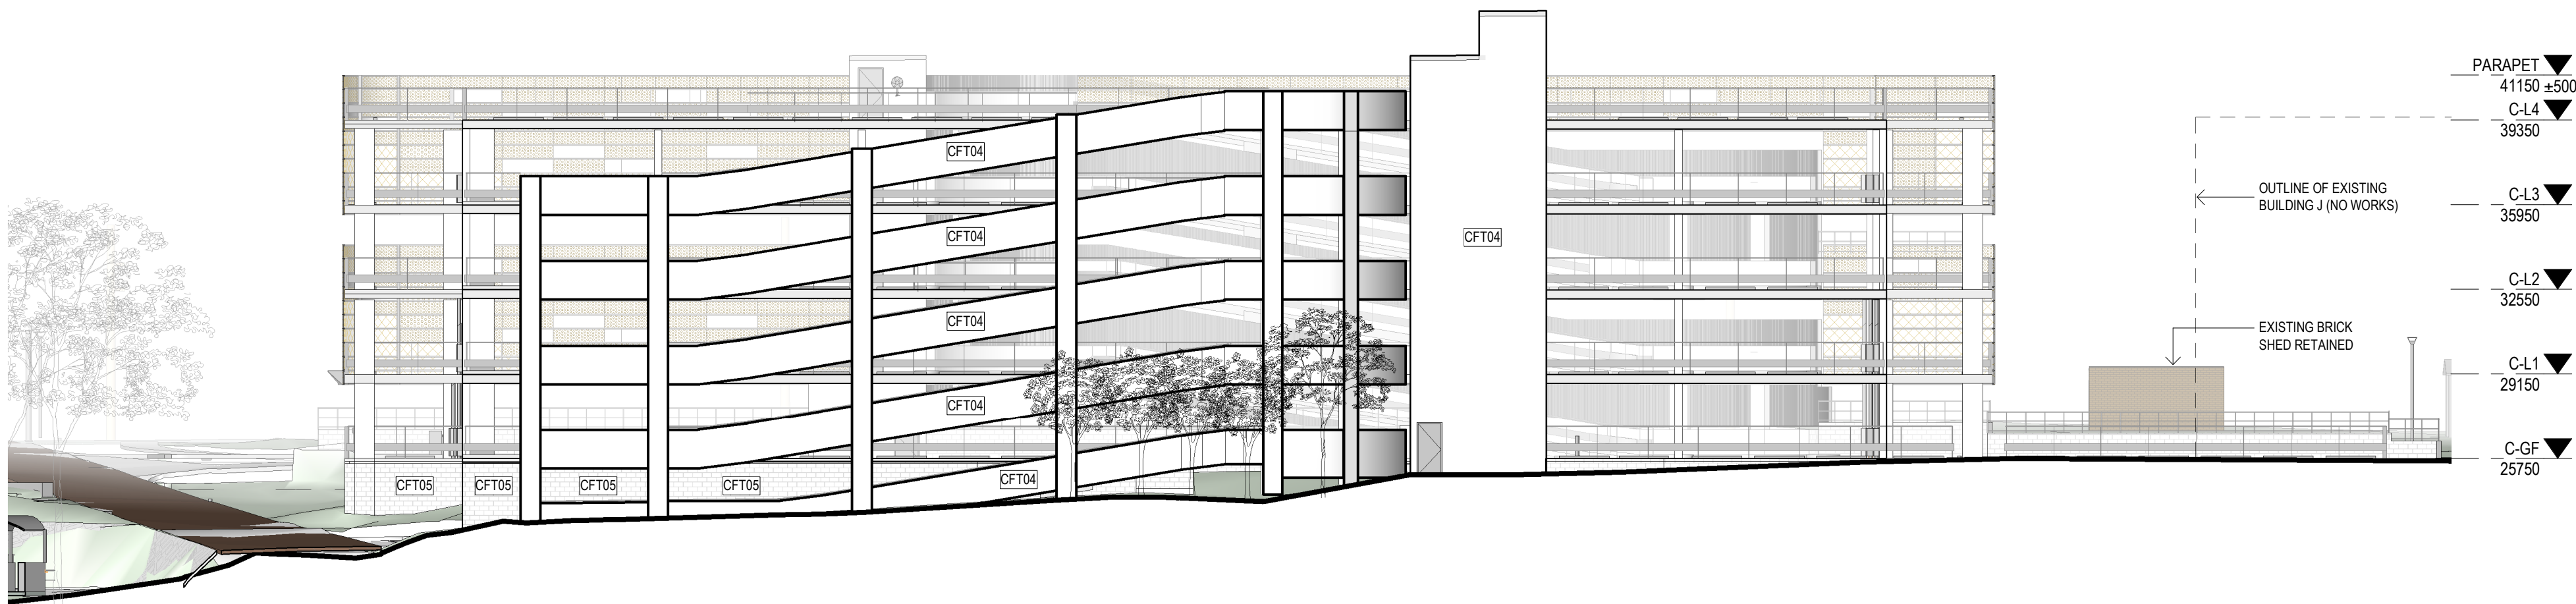 PARAPET
41150 ±500
C-L4
39350
CFT04
C-L3
35950
OUTLINE OF EXISTING
BUILDING J (NO WORKS)
CFT04
CFT04
C-L2
32550
CFT04
EXISTING BRICK
SHED RETAINED
C-L1
29150
CFT04
C-GF
25750
CFT04
CFT05
CFT05
CFT05
CFT05